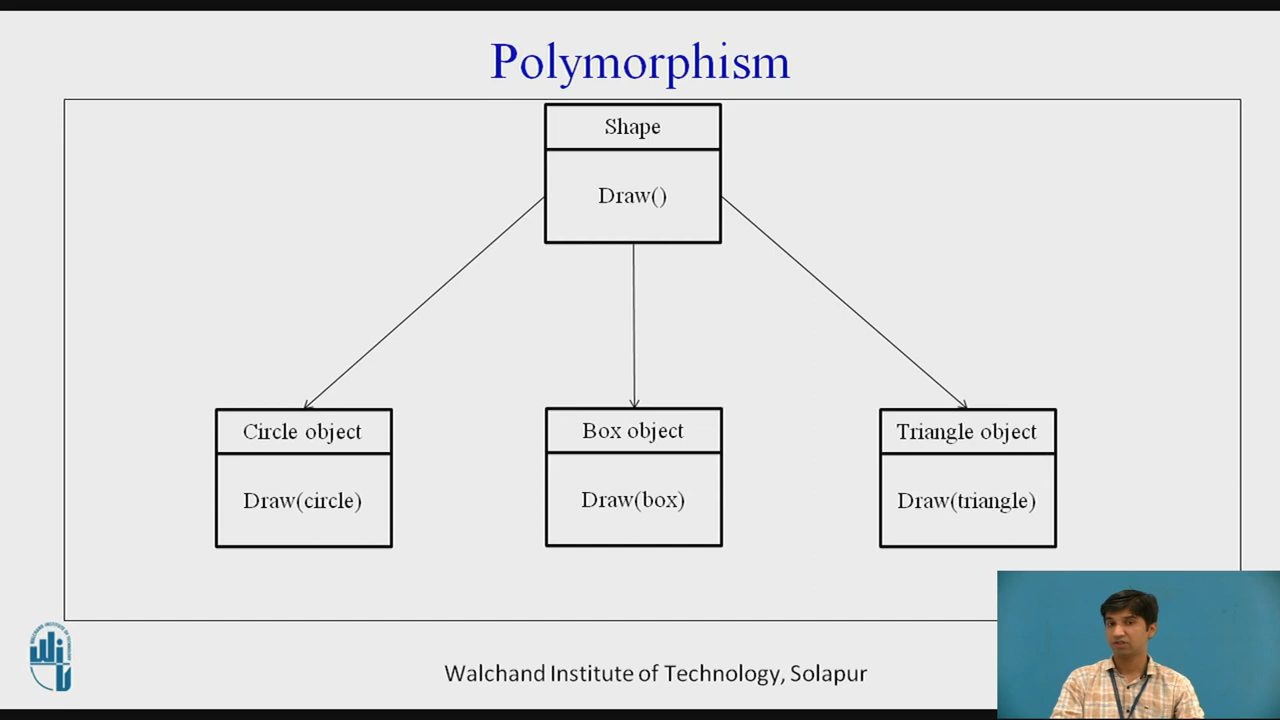 Polymorphism
Shape
Draw()
Circle object
Box object
Triangle object
Draw(circle)
Draw(box)
Draw(triangle)
Walchand Institute of Technology, Solapur